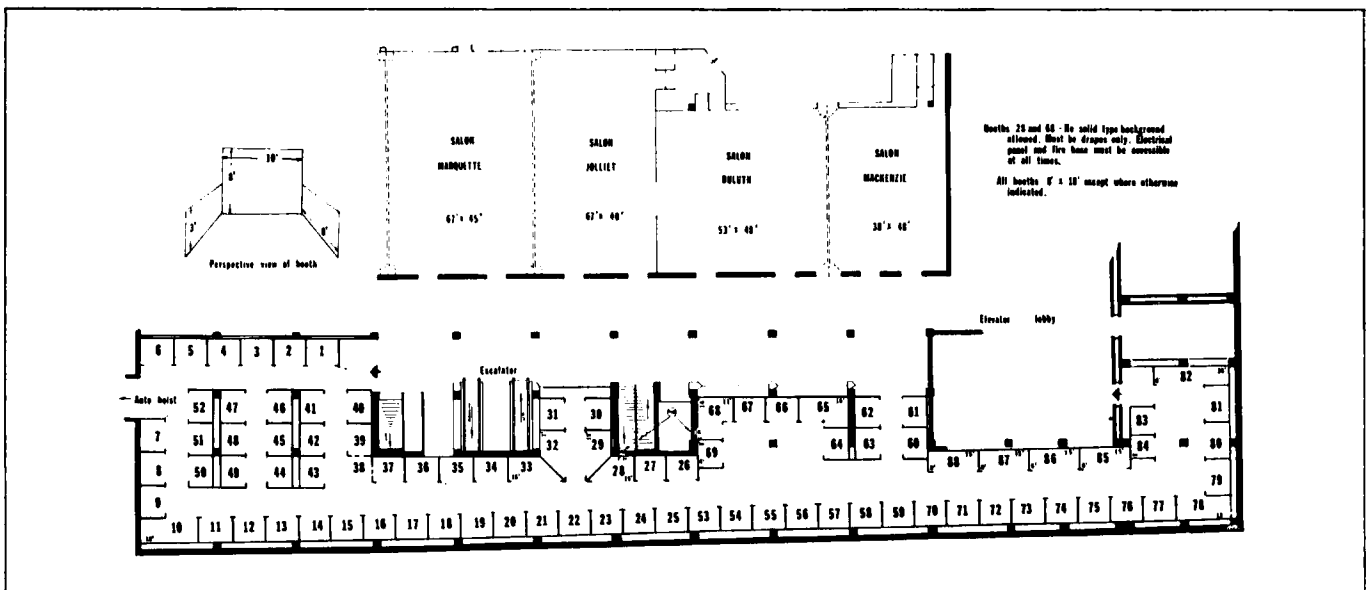 SALON
MARQUETTE
67' x 45'
SALON
JOLLIET
67' x 40'
SALON
DULUTH
53' x 48'
SALON
MACKENZIE
38' x 48'
Booths 28 and 68 - No solid type background
allowed. Must be drapes only. Electrical
panel and fire hose must be accessible
at all times.
All booths 8' x 10' except where otherwise
indicated.
10'
8'
3'
8'
Perspective view of booth
Elevator lobby
Escalator
Auto hoist
6 5 4 3 2 1
52 47 46 41 40
51 48 45 42 39
50 49 44 43 38
7
8
9
37 36 35 34 33
31 30
32 29
28 27 26
68 67 66 65
69
62 61
64 63 60
88 87 86 85
82
83 81
84 80
79
10 11 12 13 14 15 16 17 18 19 20 21 22 23 24 25 53 54 55 56 57 58 59 70 71 72 73 74 75 76 77 78